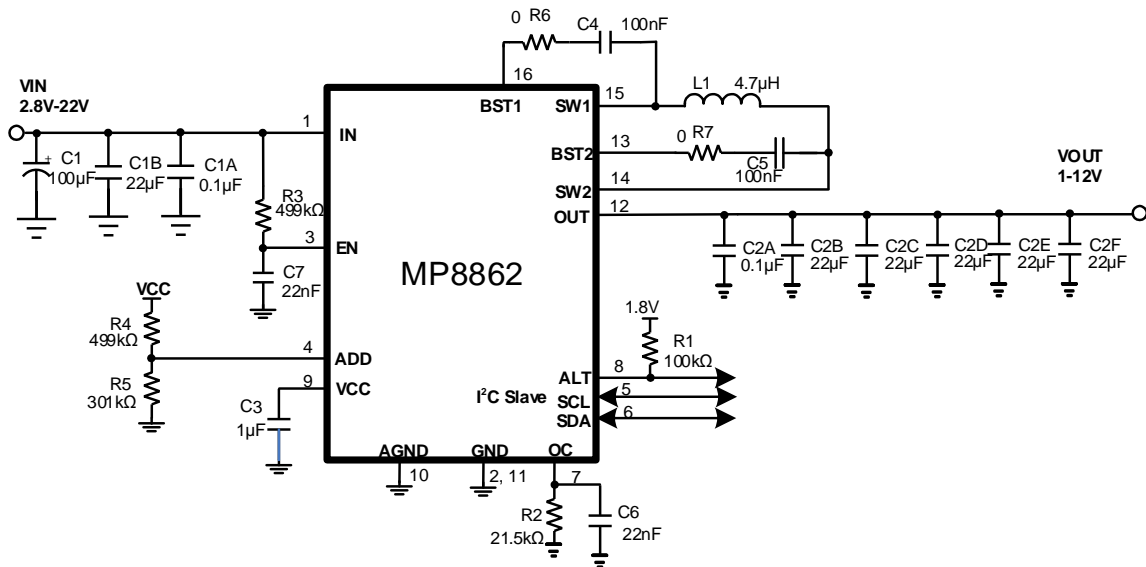 0 R6
C4
100nF
16
VIN
2.8V-22V
BST1
SW1
15
L1
4.7µH
1
IN
0 R7
BST2
13
C5
100nF
VOUT
1-12V
C1
100µF
+
C1B
22µF
C1A
0.1µF
SW2
14
R3
499kΩ
OUT
12
3
EN
C2A
0.1µF
C2B
22µF
C2C
22µF
C2D
22µF
C2E
22µF
C2F
22µF
C7
22nF
MP8862
VCC
1.8V
R4
499kΩ
R1
100kΩ
4
ADD
ALT
8
R5
301kΩ
9
VCC
I²C Slave
SCL
5
SDA
6
C3
1µF
AGND
GND
OC
10
2, 11
7
R2
21.5kΩ
C6
22nF